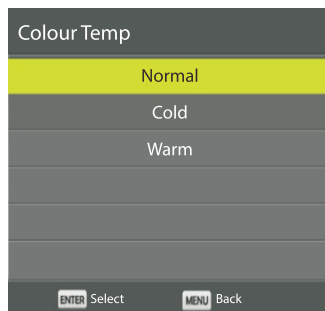 Colour Temp
Normal
Cold
Warm
ENTER Select MENU Back